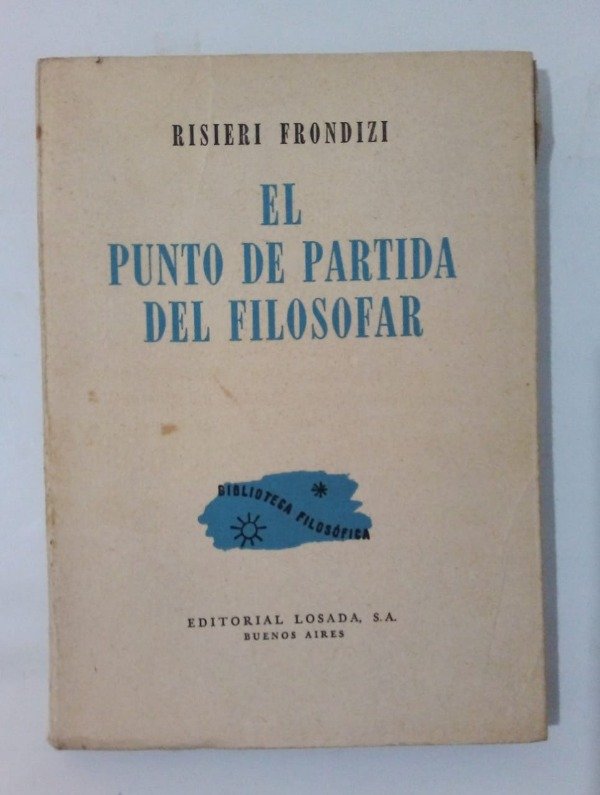 RISIERI FRONDIZI
EL
PUNTO DE PARTIDA
DEL FILOSOFAR
BIBLIOTECA FILOSÓFICA
EDITORIAL LOSADA, S.A.
BUENOS AIRES